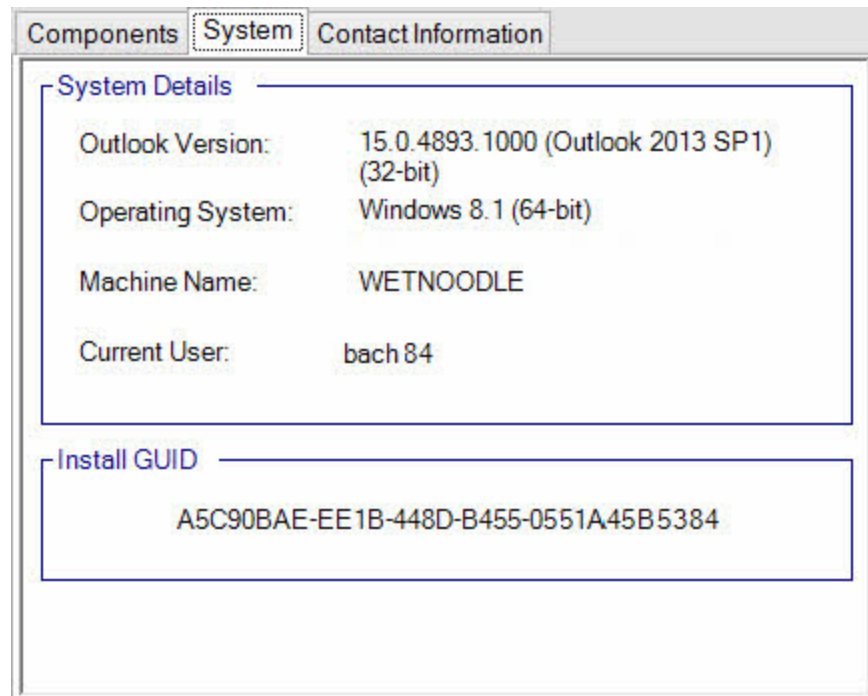 Components System Contact Information
System Details
Outlook Version: 15.0.4893.1000 (Outlook 2013 SP1)
(32-bit)
Operating System: Windows 8.1 (64-bit)
Machine Name: WETNOODLE
Current User: bach 84
Install GUID
A5C90BAE-EE1B-448D-B455-0551A45B5384